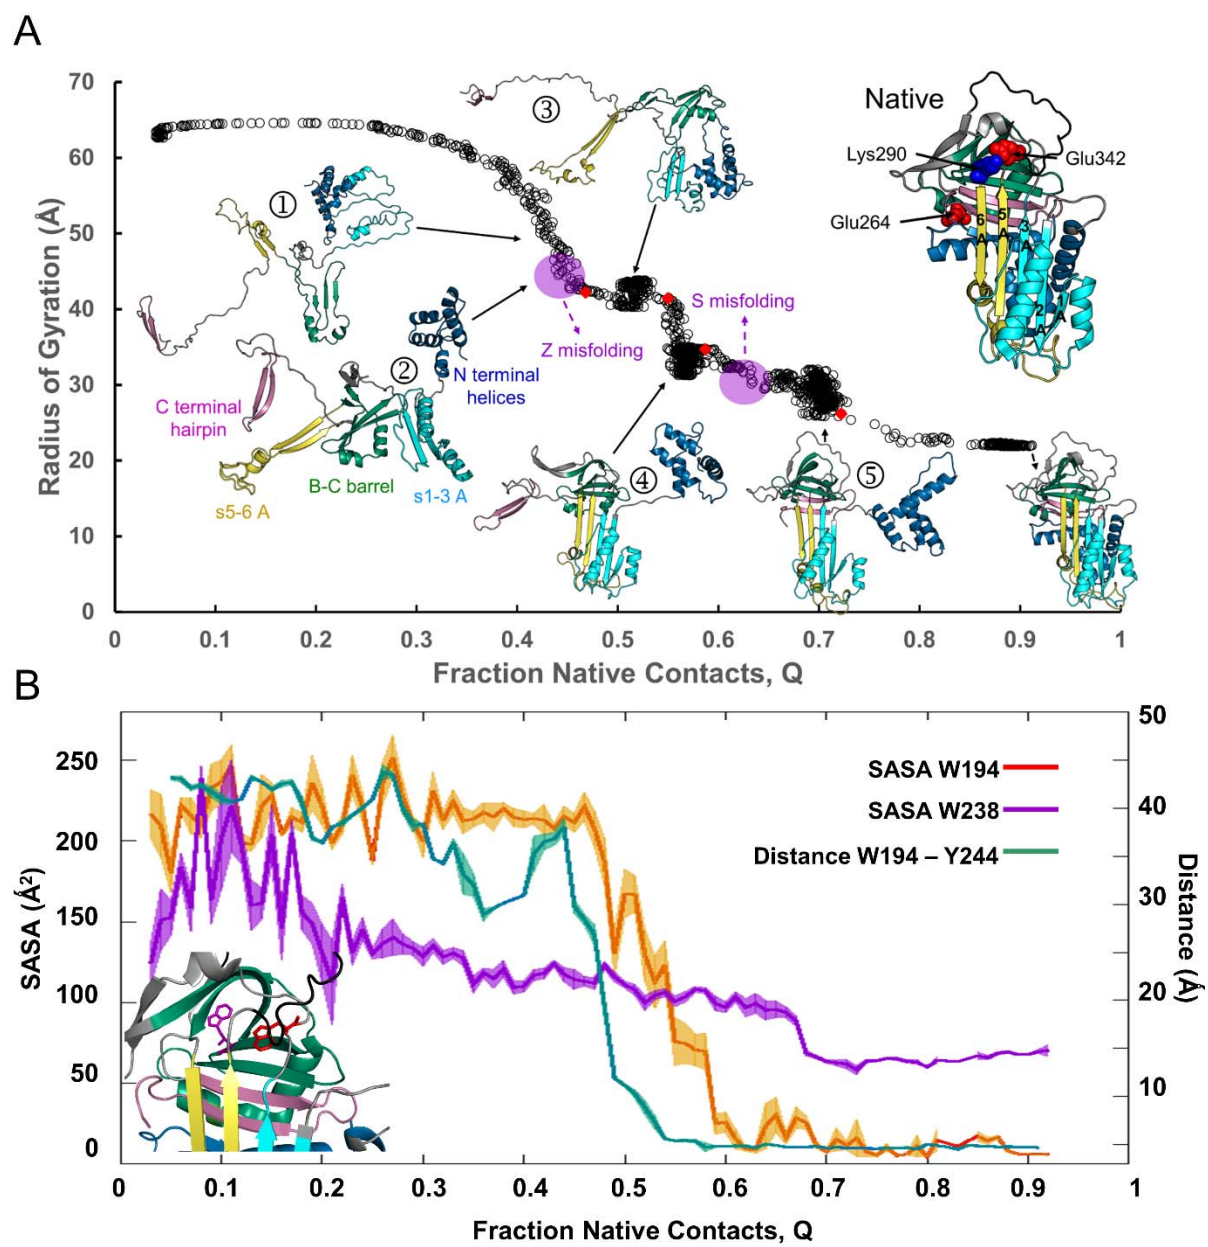 A
70
60
50
40
30
20
10
0
Radius of Gyration (Å)
0
0.1
0.2
0.3
0.4
0.5
0.6
0.7
0.8
0.9
1
Fraction Native Contacts, Q
①
②
③
④
⑤
Native
Lys290
Glu342
Glu264
6A
5A
3A
2A
1A
S misfolding
Z misfolding
N terminal
helices
C terminal
hairpin
B-C barrel
s1-3 A
s5-6 A
B
250
200
150
100
50
0
SASA (Å²)
50
40
30
20
10
Distance (Å)
SASA W194
SASA W238
Distance W194 – Y244
0
0.1
0.2
0.3
0.4
0.5
0.6
0.7
0.8
0.9
1
Fraction Native Contacts, Q